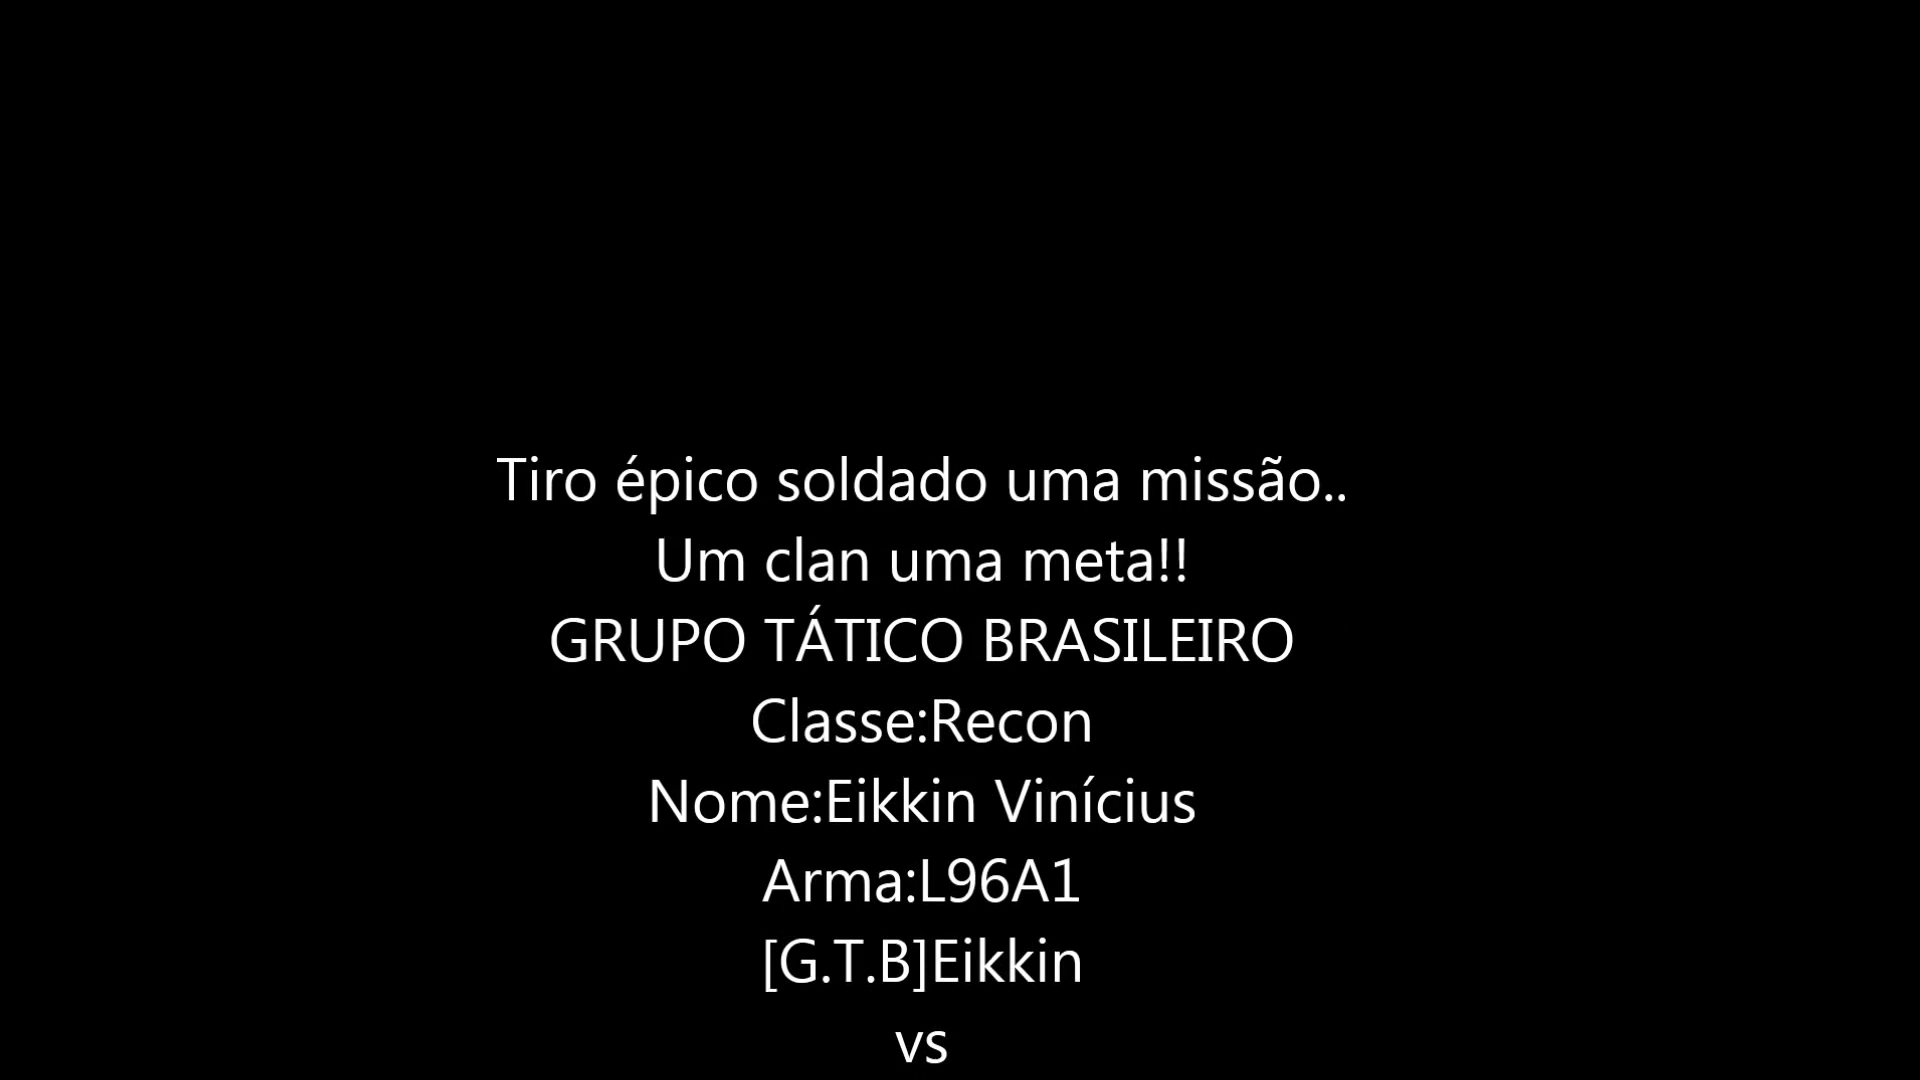 Tiro épico soldado uma missão..
Um clan uma meta!!
GRUPO TÁTICO BRASILEIRO
Classe:Recon
Nome:Eikkin Vinícius
Arma:L96A1
[G.T.B]Eikkin
vs